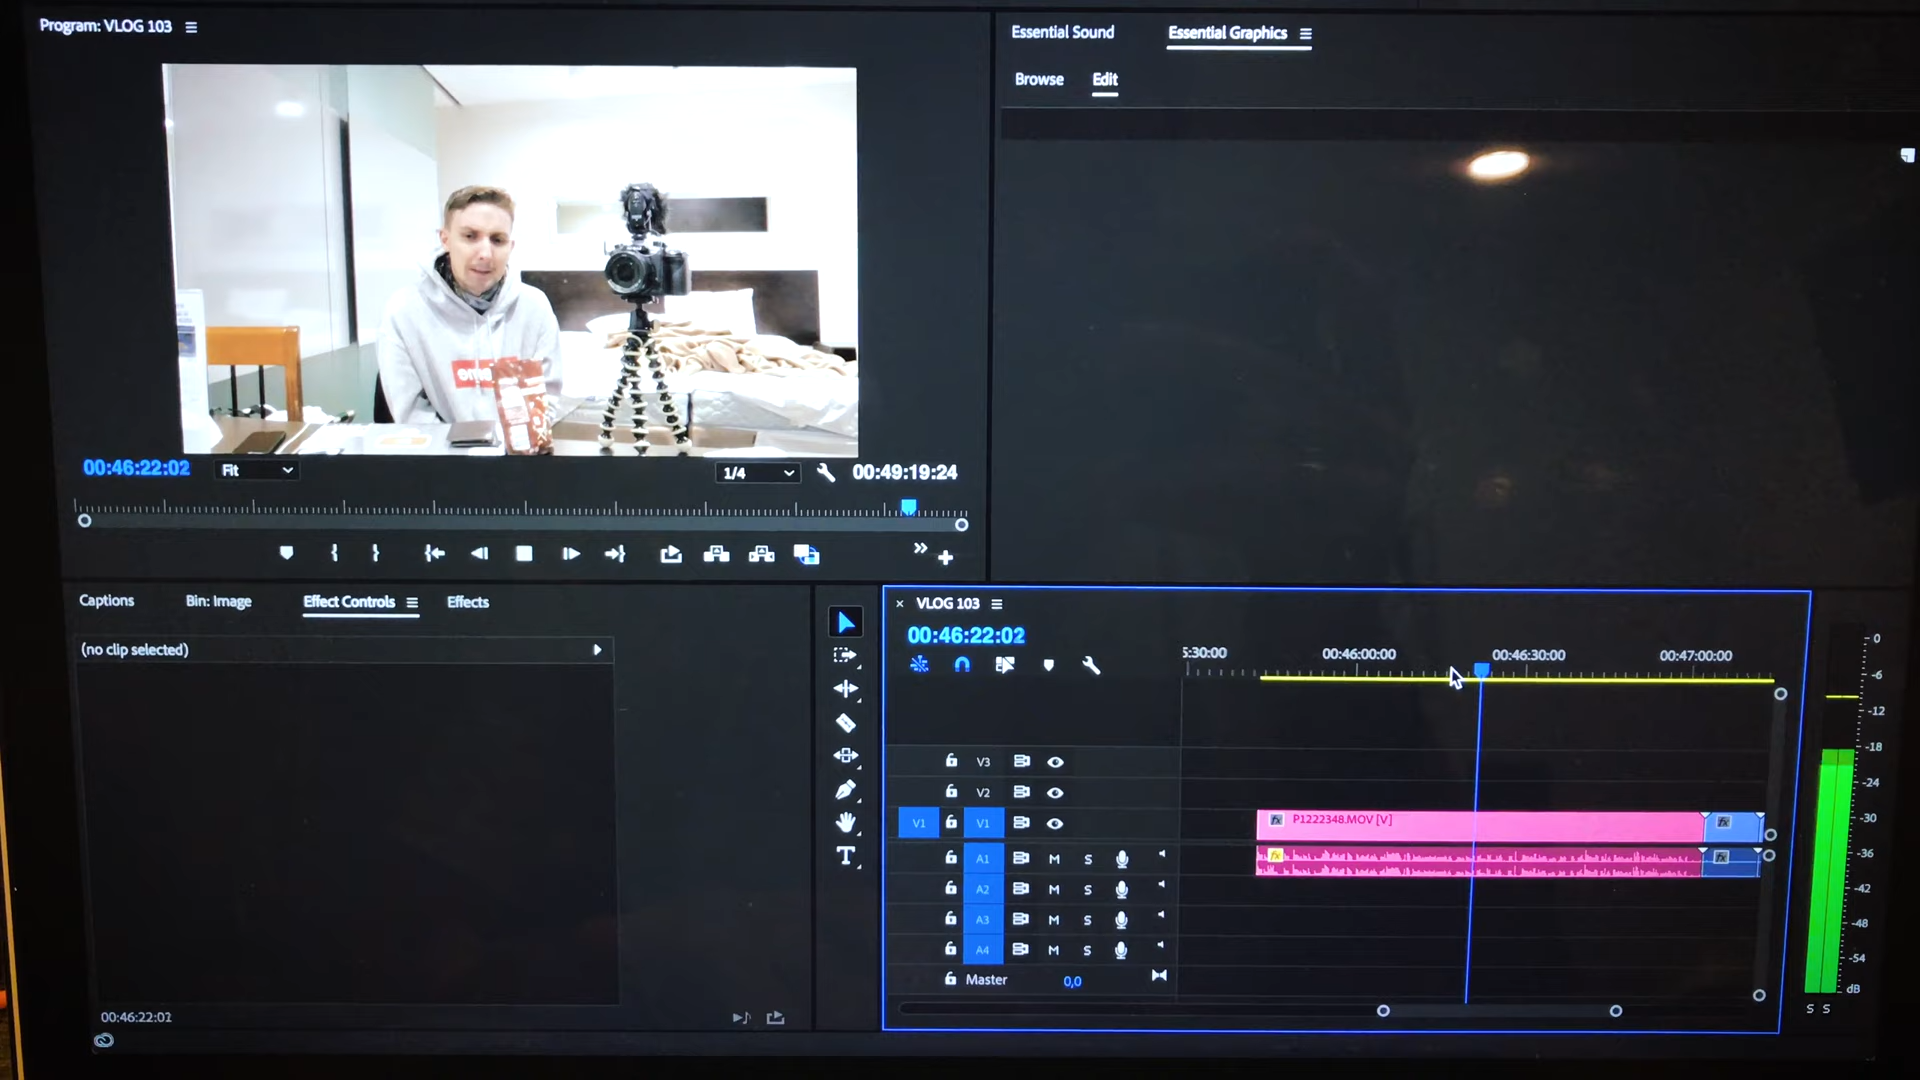 Program: VLOG 103
Essential Sound
Essential Graphics
Browse
Edit
00:46:22:02
Fit
1/4
00:49:19:24
Captions
Bin: Image
Effect Controls
Effects
(no clip selected)
VLOG 103
00:46:22:02
5:30:00
00:46:00:00
00:46:30:00
00:47:00:00
V3
V2
V1
V1
P1222348.MOV [V]
fx
fx
A1
M
S
fx
fx
A2
M
S
A3
M
S
A4
M
S
Master
0,0
0
-6
-12
-18
-24
-30
-36
-42
-48
-54
dB
S S
00:46:22:02